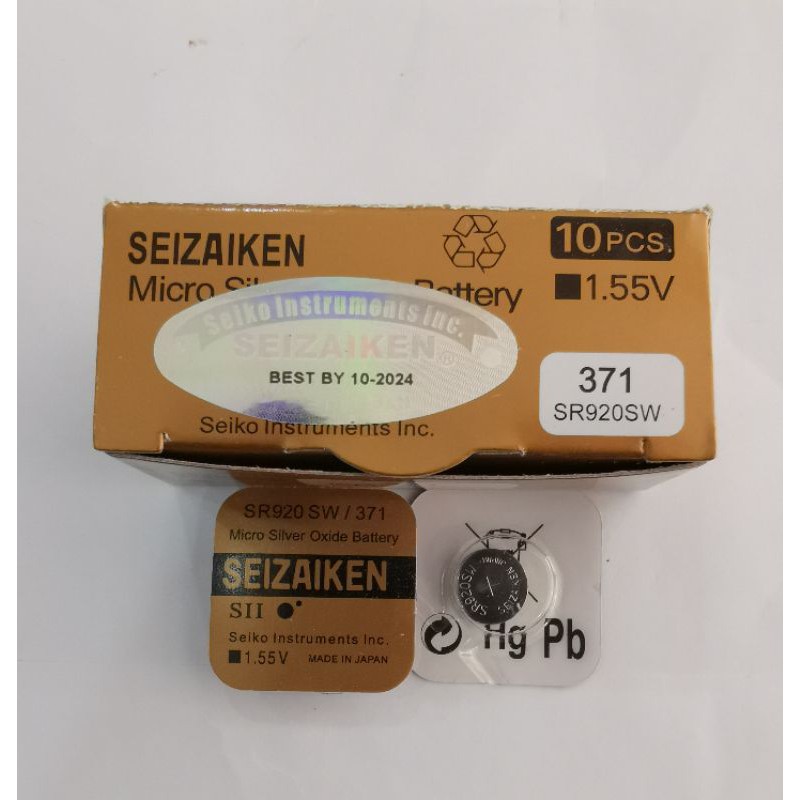 SEIZAIKEN
10 PCS.
Micro Battery
1.55V
Seiko Instruments Inc.
SEIZAIKEN®
BEST BY 10-2024
371
SR920SW
Seiko Instruments Inc.
SR920 SW / 371
Micro Silver Oxide Battery
SEIZAIKEN
SII
Seiko Instruments Inc.
1.55V MADE IN JAPAN
SR920SW
Hg Pb